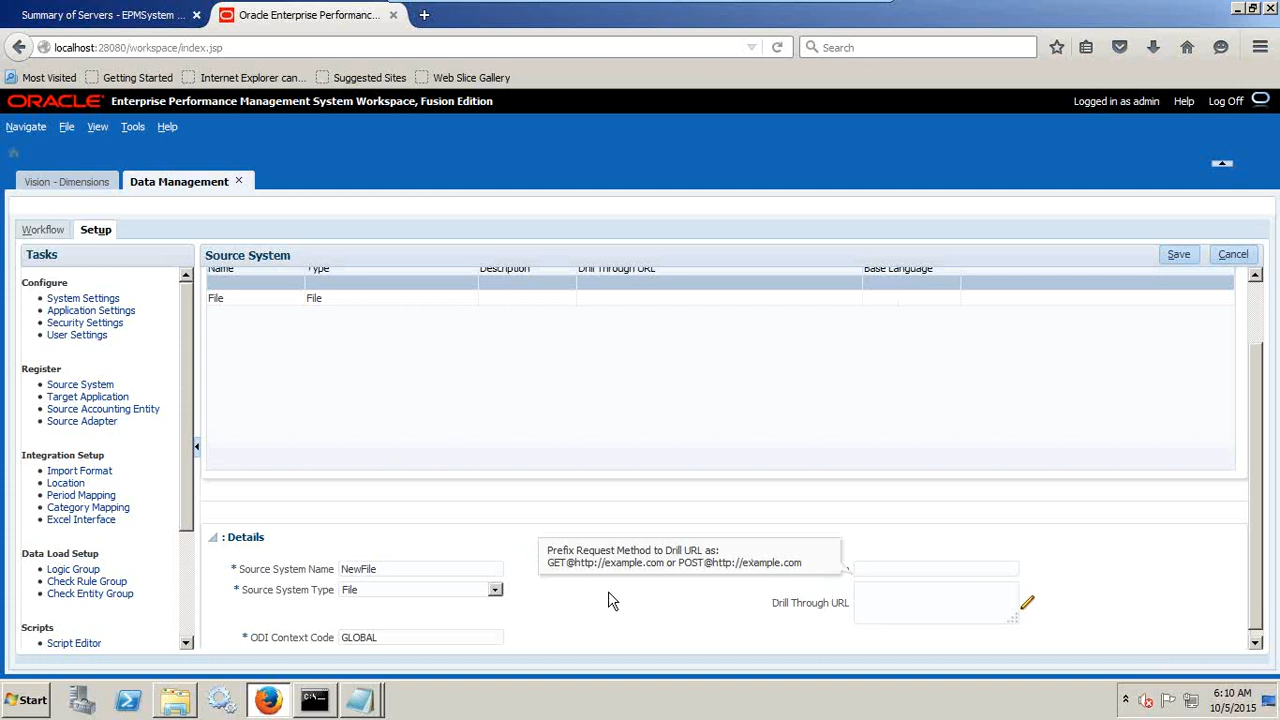 Summary of Servers - EPMSystem ...
Oracle Enterprise Performanc...
localhost:28080/workspace/index.jsp
Search
Most Visited
Getting Started
Internet Explorer can...
Suggested Sites
Web Slice Gallery
ORACLE
Enterprise Performance Management System Workspace, Fusion Edition
Logged in as admin
Help
Log Off
Navigate
File
View
Tools
Help
Vision - Dimensions
Data Management
Workflow
Setup
Tasks
Configure
System Settings
Application Settings
Security Settings
User Settings
Register
Source System
Target Application
Source Accounting Entity
Source Adapter
Integration Setup
Import Format
Location
Period Mapping
Category Mapping
Excel Interface
Data Load Setup
Logic Group
Check Rule Group
Check Entity Group
Scripts
Script Editor
Source System
Save
Cancel
Name
Type
Description
Drill Through URL
Base Language
File
File
: Details
Prefix Request Method to Drill URL as:
GET@http://example.com or POST@http://example.com
* Source System Name
NewFile
* Source System Type
File
Drill Through URL
* ODI Context Code
GLOBAL
Start
6:10 AM
10/5/2015